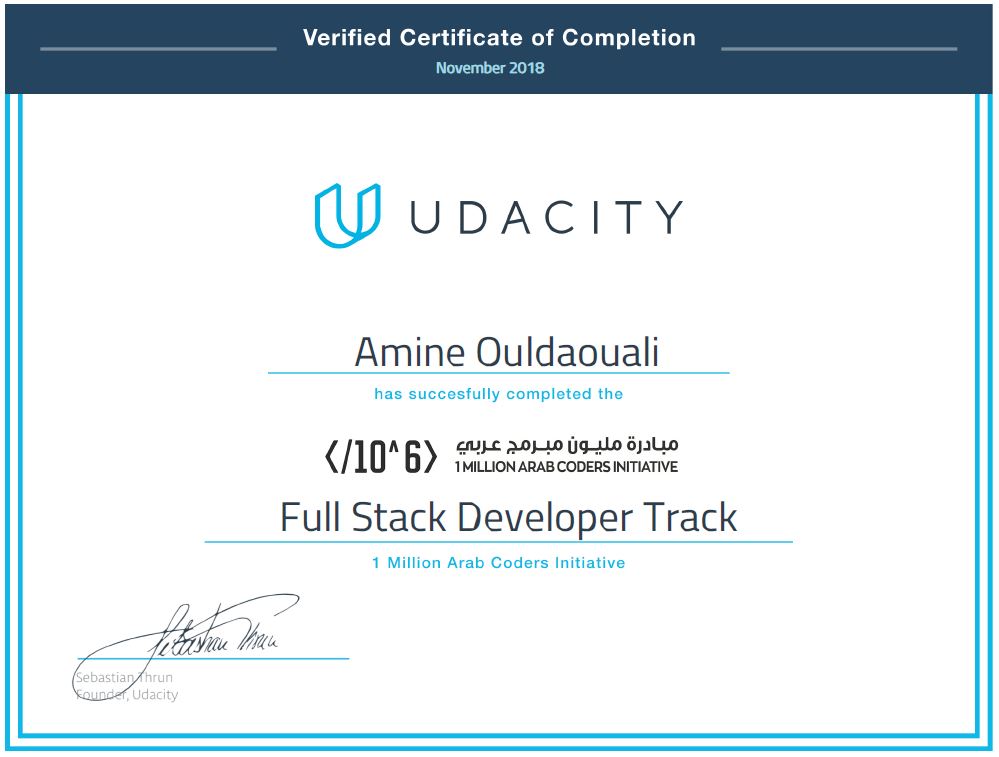 Verified Certificate of Completion
November 2018
UDACITY
Amine Ouldaouali
has succesfully completed the
</10^6> مبادرة مليون مبرمج عربي
1 MILLION ARAB CODERS INITIATIVE
Full Stack Developer Track
1 Million Arab Coders Initiative
Sebastian Thrun
Sebastian Thrun
Founder, Udacity